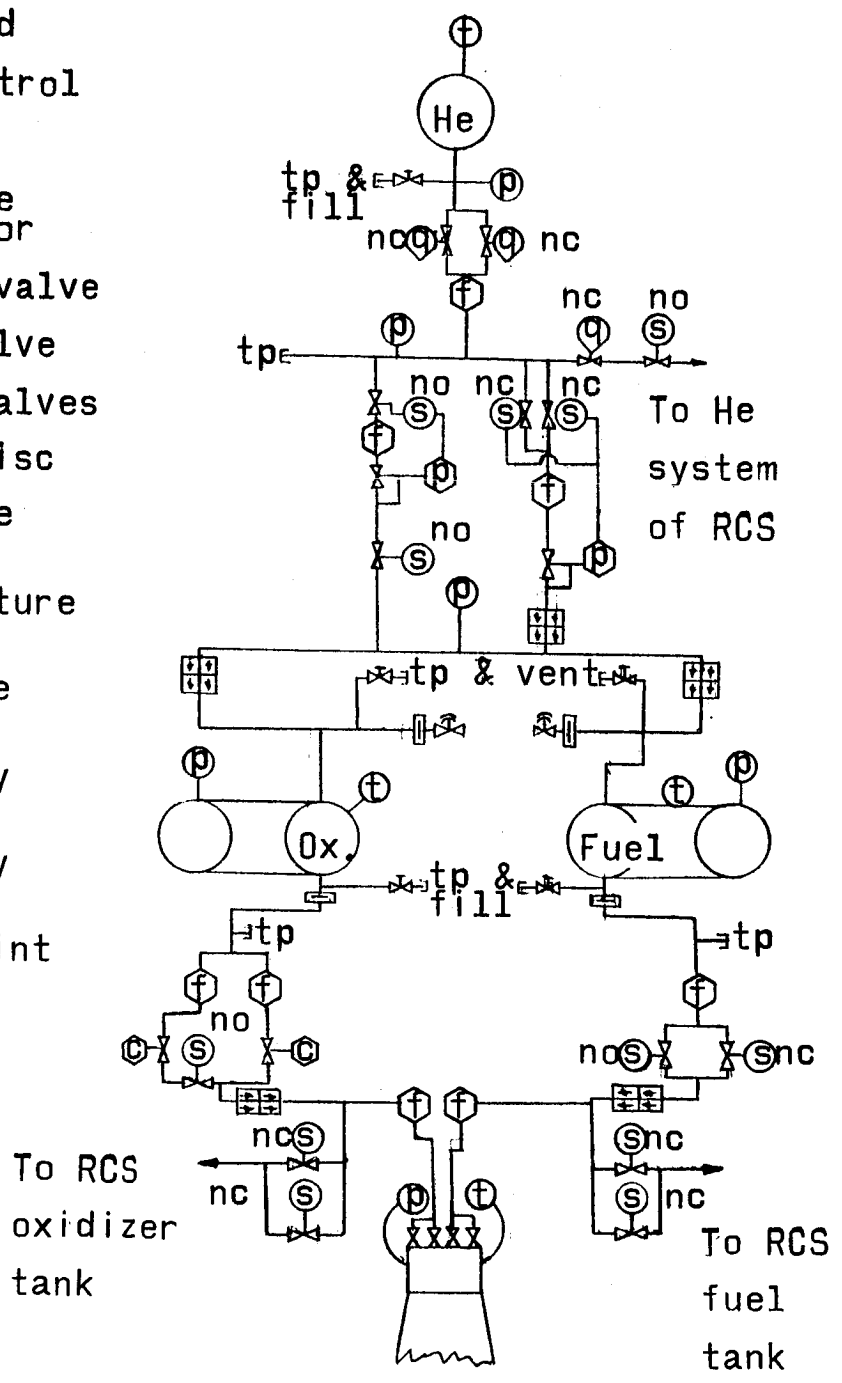 d
trol
e
or
valve
lve
alves
isc
e
ture
e
y
y
int
t
He
tp &
fill
p
nc q q nc
f
nc no
p q s
tp
no nc nc
s s s
f
p
f
no
s
p
p
To He
system
of RCS
tp & vent
p t t p
Ox. Fuel
tp &
fill
tp tp
f f f
no
c s c
no s s nc
f f
nc s s nc
nc s s nc
To RCS
oxidizer
tank
p t
To RCS
fuel
tank